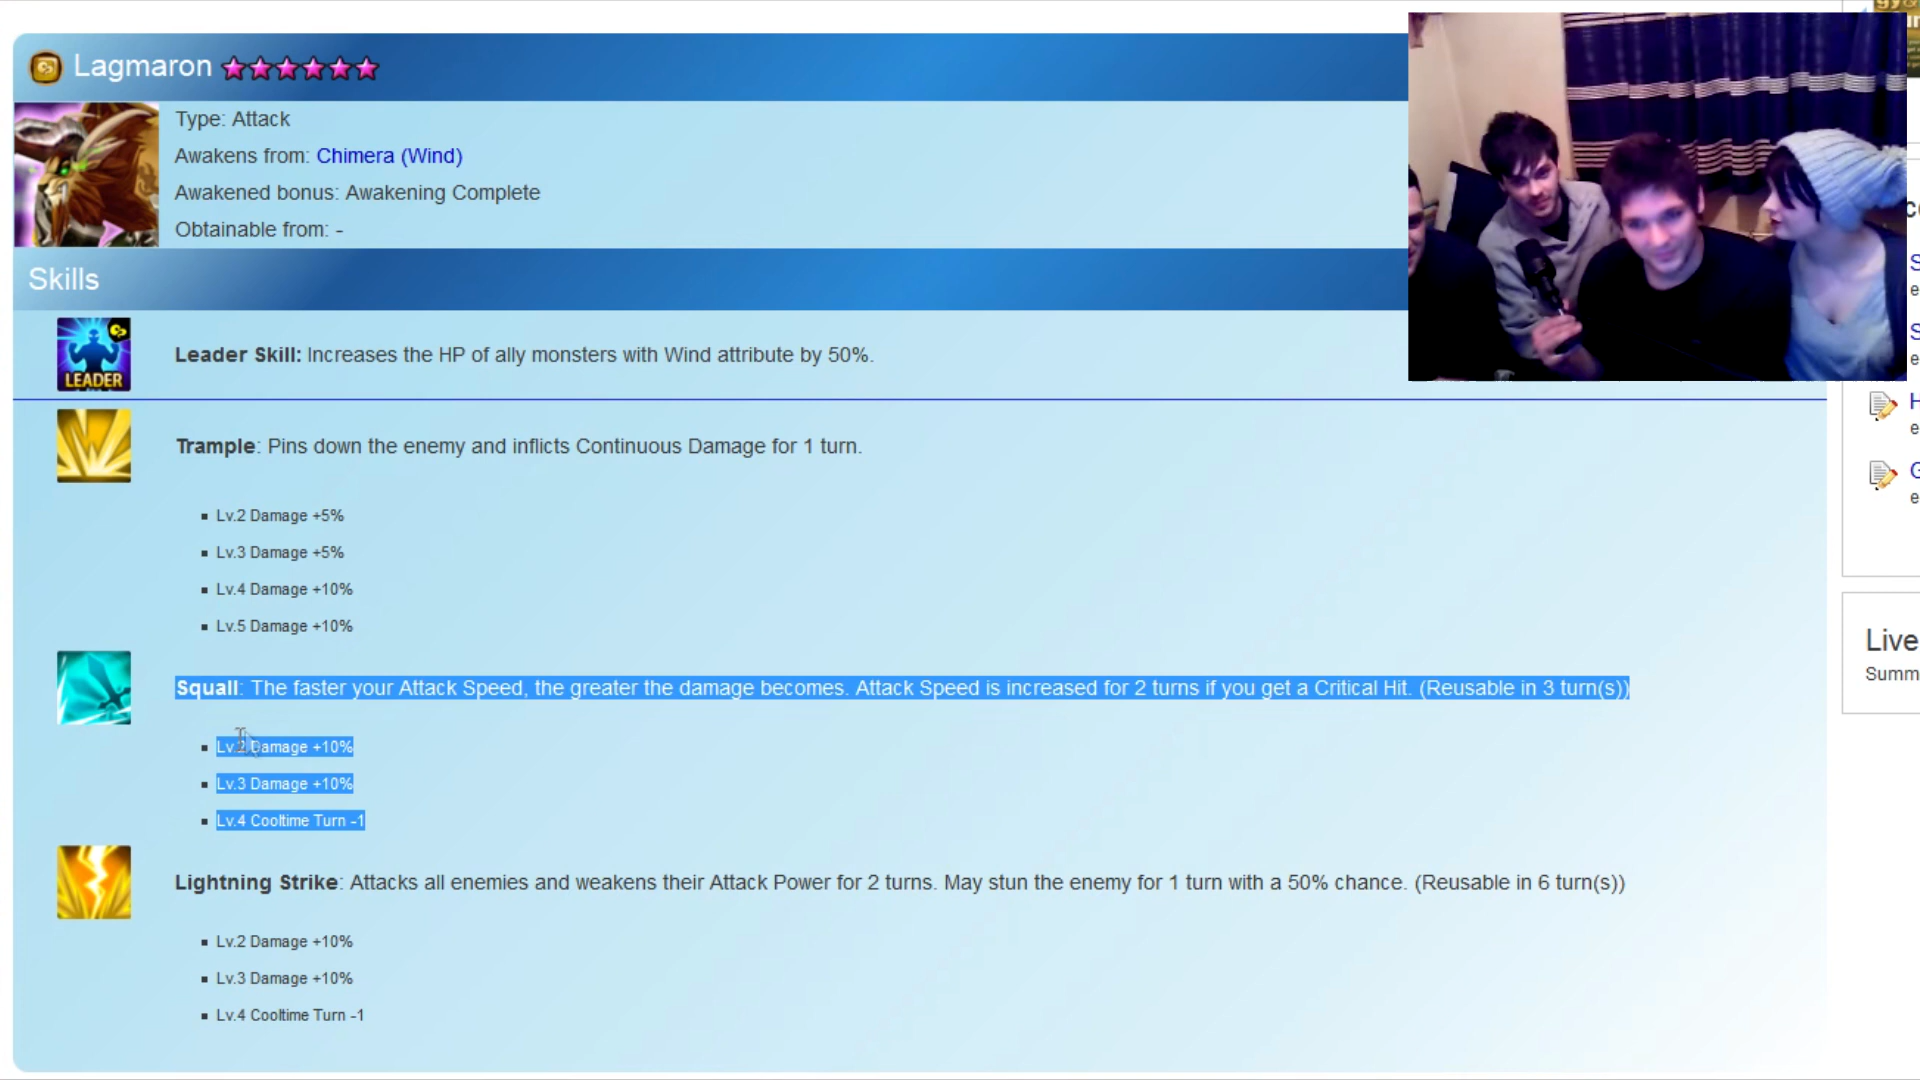 Lagmaron
Type: Attack
Awakens from: Chimera (Wind)
Awakened bonus: Awakening Complete
Obtainable from: -
Skills
LEADER
Leader Skill: Increases the HP of ally monsters with Wind attribute by 50%.
Trample: Pins down the enemy and inflicts Continuous Damage for 1 turn.
Lv.2 Damage +5%
Lv.3 Damage +5%
Lv.4 Damage +10%
Lv.5 Damage +10%
Squall: The faster your Attack Speed, the greater the damage becomes. Attack Speed is increased for 2 turns if you get a Critical Hit. (Reusable in 3 turn(s))
Damage +10%
Lv.3 Damage +10%
Lv.4 Cooltime Turn -1
Lightning Strike: Attacks all enemies and weakens their Attack Power for 2 turns. May stun the enemy for 1 turn with a 50% chance. (Reusable in 6 turn(s))
Lv.2 Damage +10%
Lv.3 Damage +10%
Lv.4 Cooltime Turn -1
Live
Summ